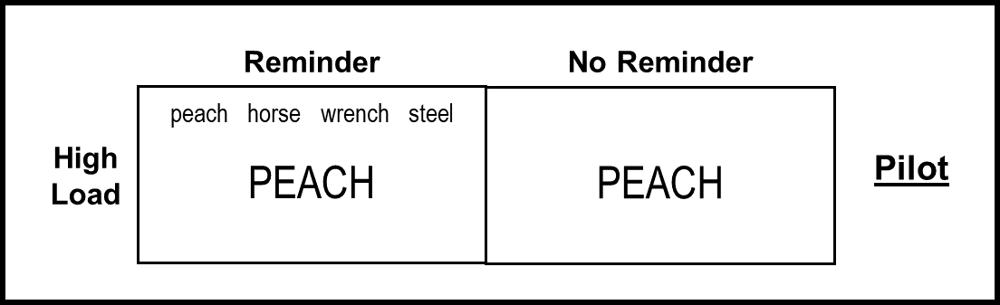 Reminder No Reminder
peach horse wrench steel
High Load
PEACH
PEACH
Pilot